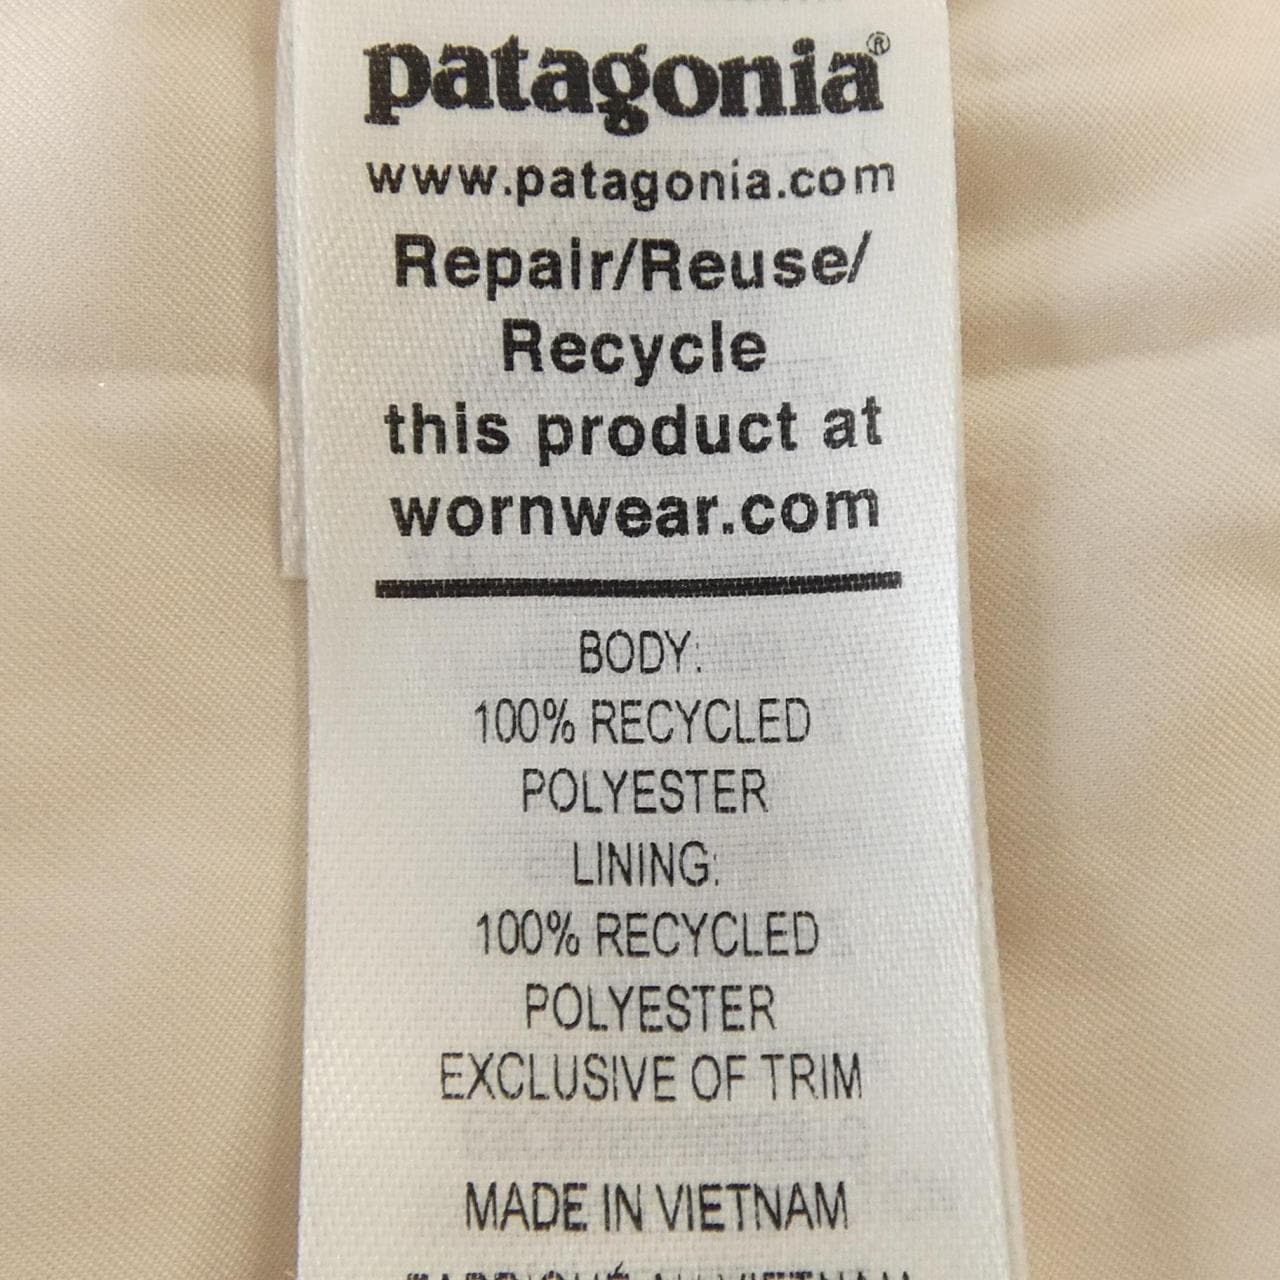 patagonia®
www.patagonia.com
Repair/Reuse/
Recycle
this product at
wornwear.com
BODY:
100% RECYCLED
POLYESTER
LINING:
100% RECYCLED
POLYESTER
EXCLUSIVE OF TRIM
MADE IN VIETNAM